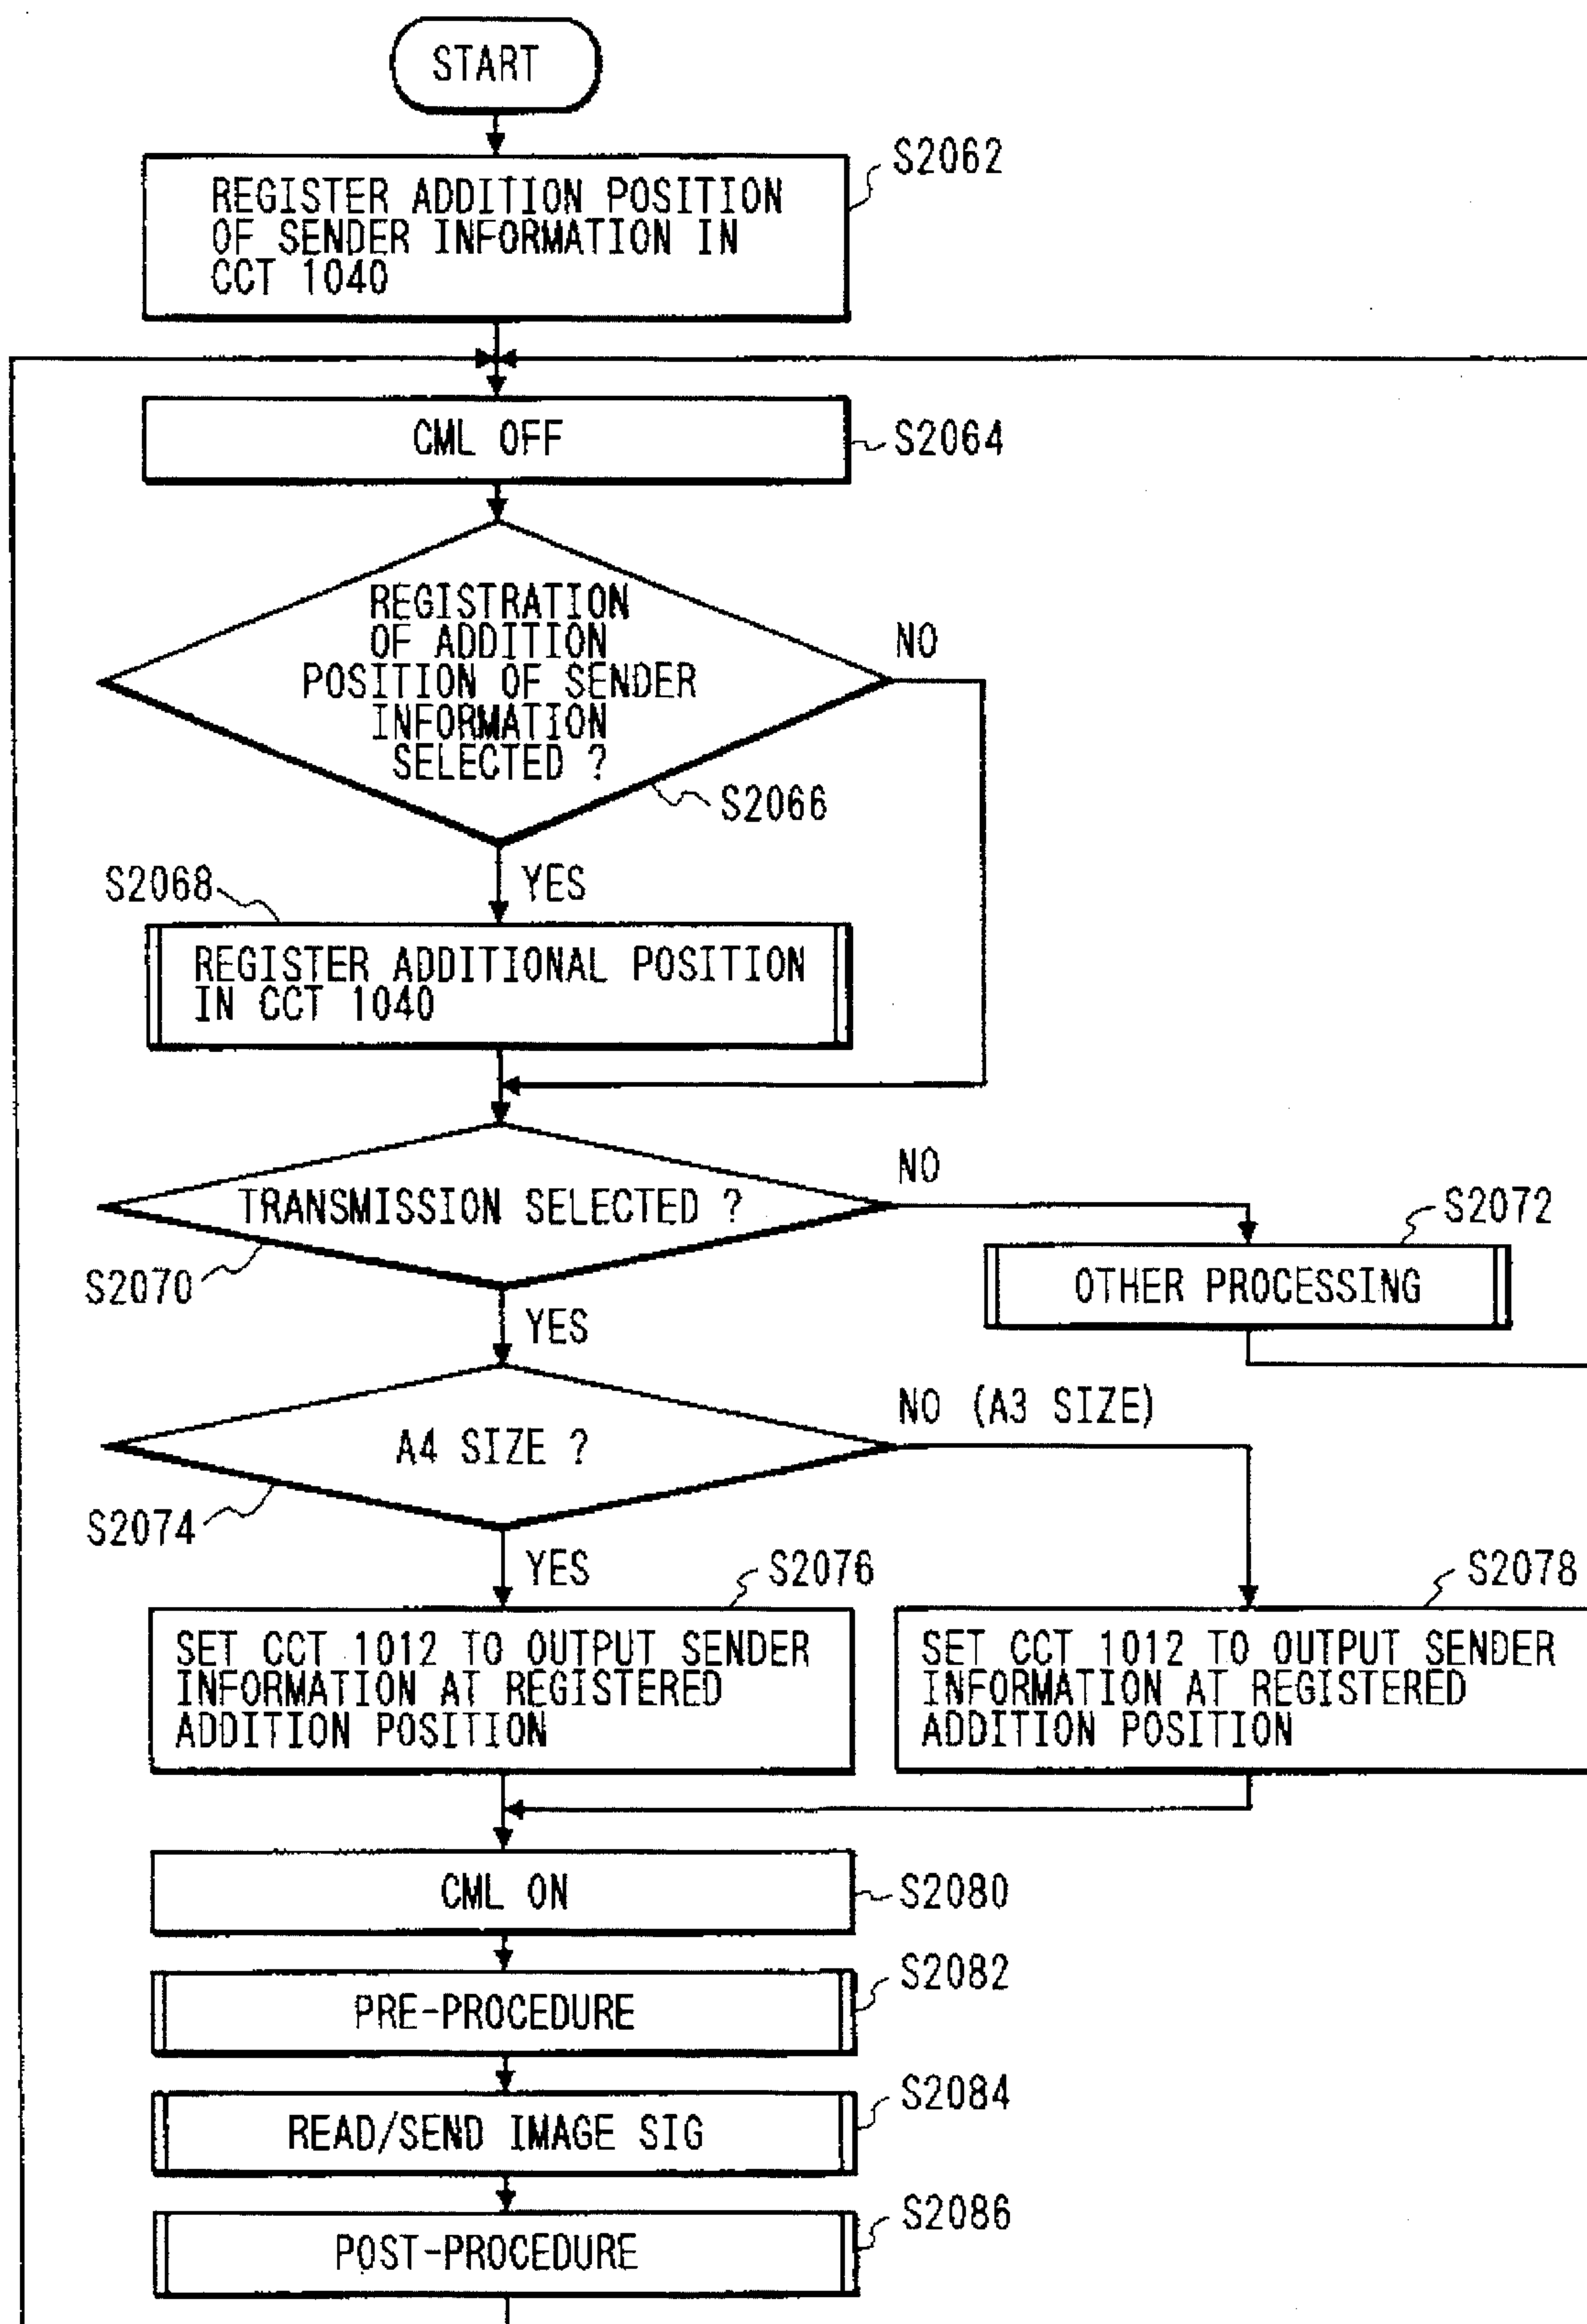 START
S2062
REGISTER ADDITION POSITION
OF SENDER INFORMATION IN
CCT 1040
CML OFF
S2064
REGISTRATION
OF ADDITION
POSITION OF SENDER
INFORMATION
SELECTED ?
NO
S2066
YES
S2068
REGISTER ADDITIONAL POSITION
IN CCT 1040
TRANSMISSION SELECTED ?
NO
S2070
S2072
OTHER PROCESSING
YES
A4 SIZE ?
NO (A3 SIZE)
S2074
YES
S2076
SET CCT 1012 TO OUTPUT SENDER
INFORMATION AT REGISTERED
ADDITION POSITION
S2078
SET CCT 1012 TO OUTPUT SENDER
INFORMATION AT REGISTERED
ADDITION POSITION
CML ON
S2080
PRE-PROCEDURE
S2082
READ/SEND IMAGE SIG
S2084
POST-PROCEDURE
S2086